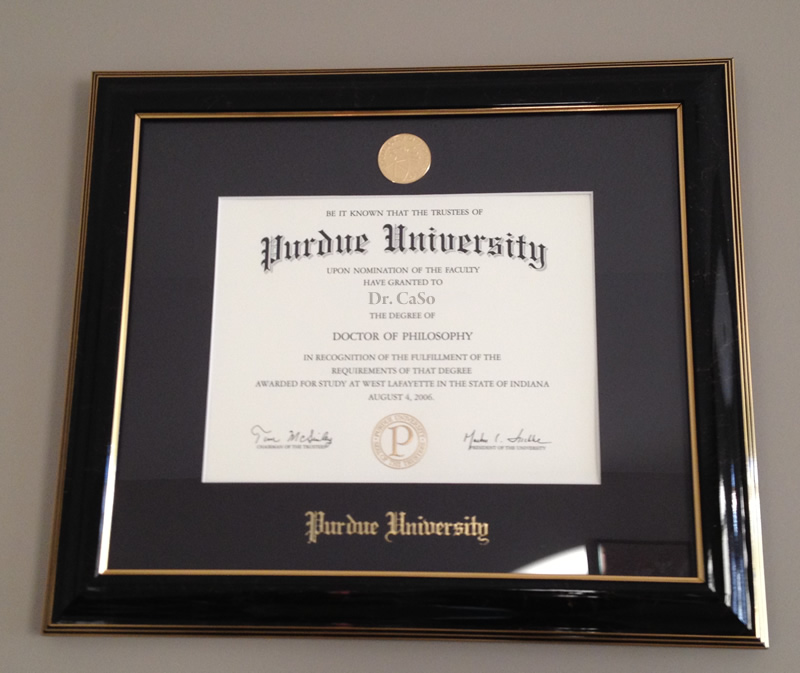 BE IT KNOWN THAT THE TRUSTEES OF
Purdue University
UPON NOMINATION OF THE FACULTY
HAVE GRANTED TO
Dr. CaSo
THE DEGREE OF
DOCTOR OF PHILOSOPHY
IN RECOGNITION OF THE FULFILLMENT OF THE
REQUIREMENTS OF THAT DEGREE
AWARDED FOR STUDY AT WEST LAFAYETTE IN THE STATE OF INDIANA
AUGUST 4, 2006.
CHAIRMAN OF THE TRUSTEES
P
PRESIDENT OF THE UNIVERSITY
Purdue University